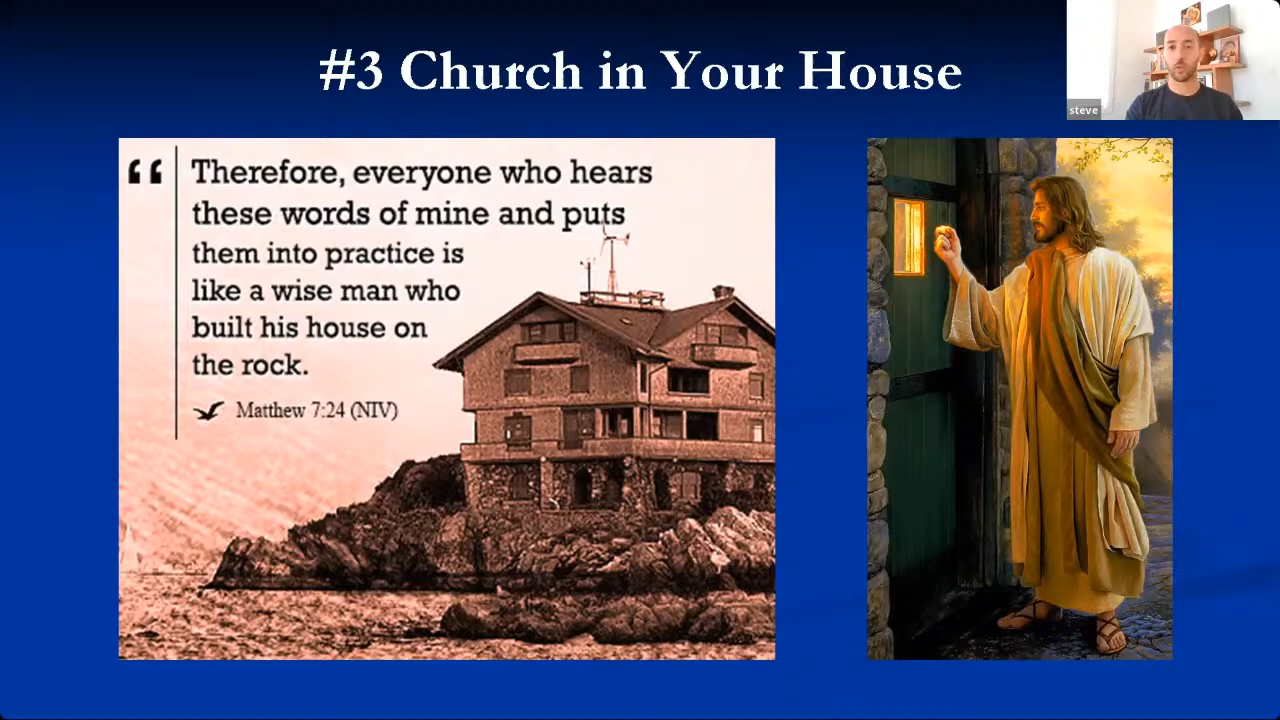 #3 Church in Your House
steve
“ Therefore, everyone who hears
these words of mine and puts
them into practice is
like a wise man who
built his house on
the rock.
Matthew 7:24 (NIV)